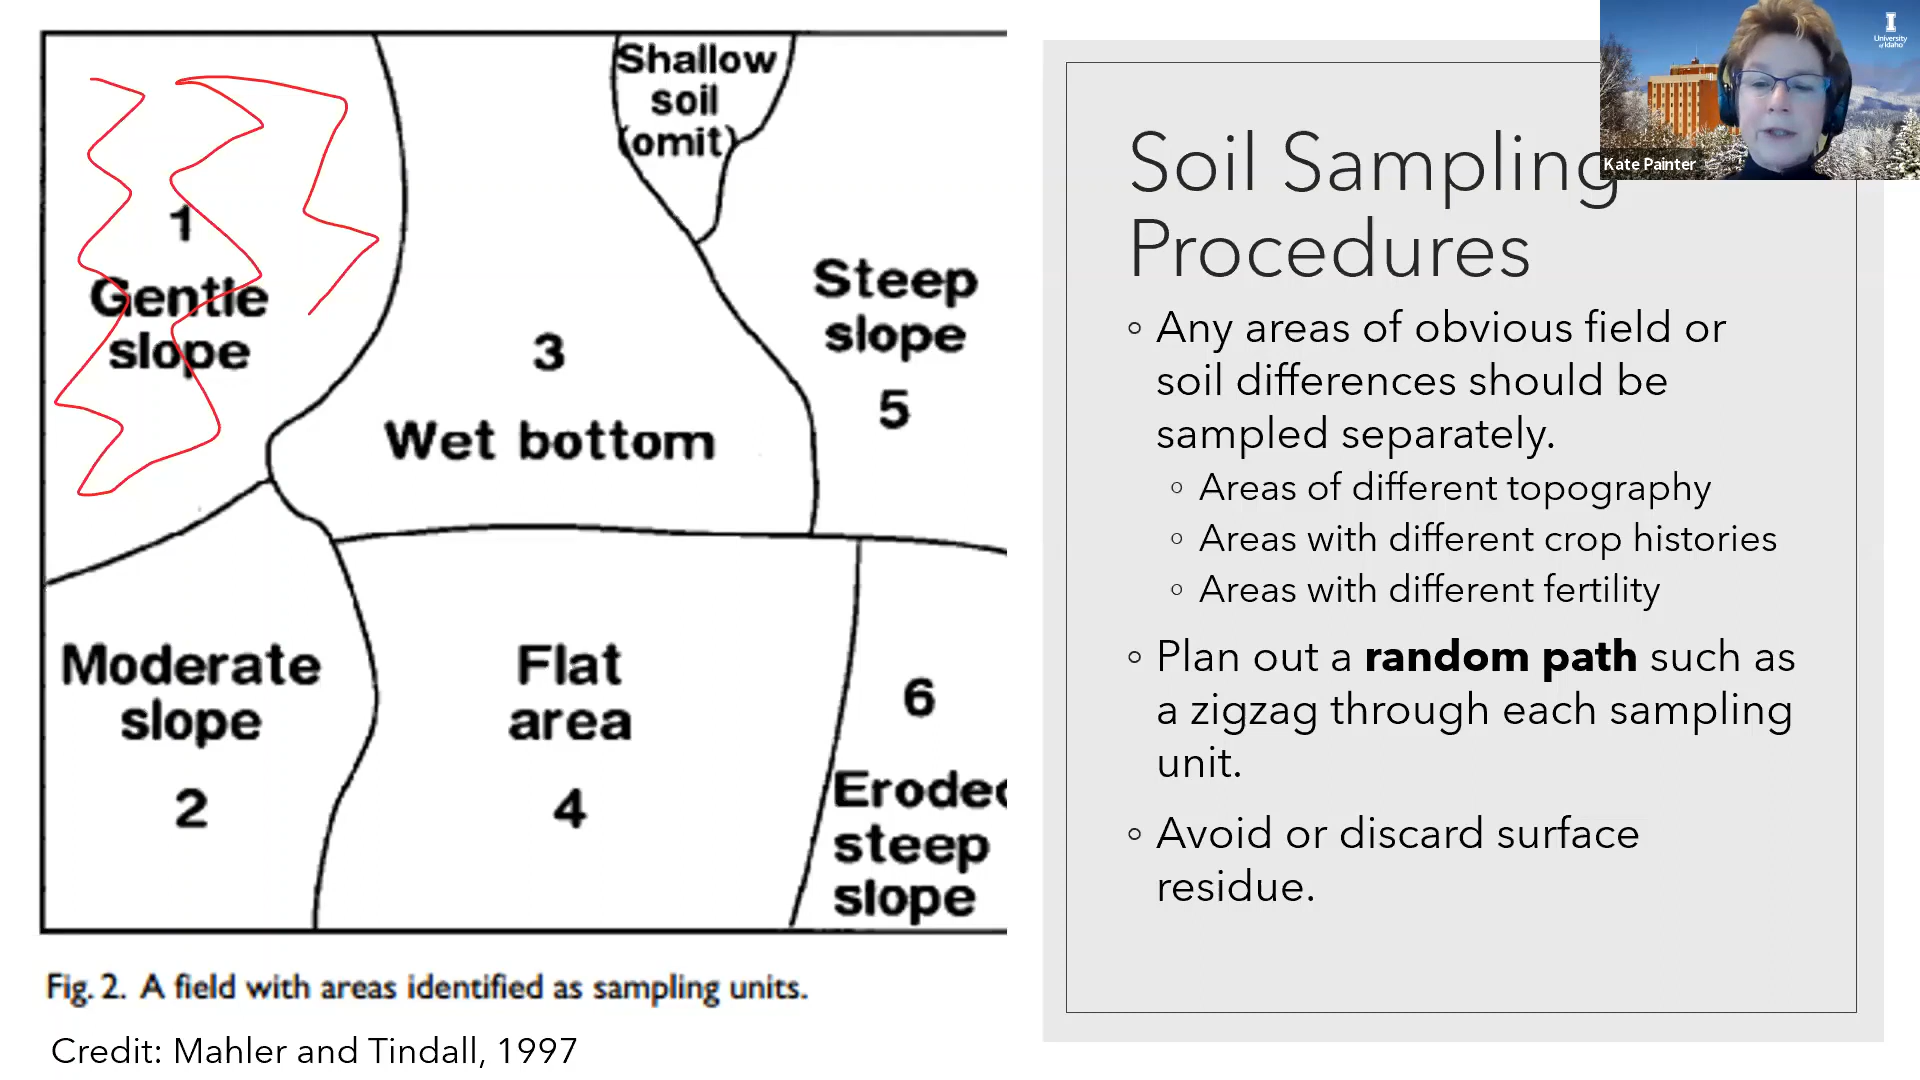 Shallow
soil
(omit)
1
Gentle
slope
Steep
slope
5
3
Wet bottom
Moderate
slope
2
Flat
area
4
6
steep
slope
Fig. 2. A field with areas identified as sampling units.
Credit: Mahler and Tindall, 1997
Soil Sampling
Procedures
Any areas of obvious field or
soil differences should be
sampled separately.
Areas of different topography
Areas with different crop histories
Areas with different fertility
Plan out a random path such as
a zigzag through each sampling
unit.
Avoid or discard surface
residue.
Kate Painter
I
University
of Idaho